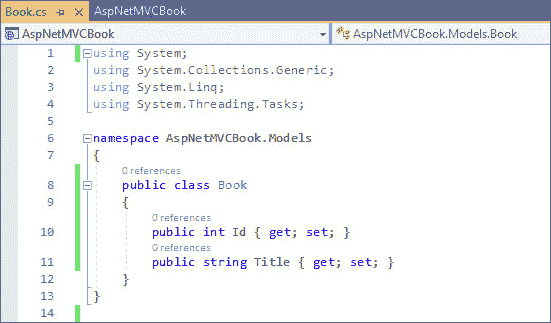 Book.cs AspNetMVCBook
AspNetMVCBook AspNetMVCBook.Models.Book
1 using System;
2 using System.Collections.Generic;
3 using System.Linq;
4 using System.Threading.Tasks;
5
6 namespace AspNetMVCBook.Models
7 {
0 references
8 public class Book
9 {
0 references
10 public int Id { get; set; }
0 references
11 public string Title { get; set; }
12 }
13 }
14